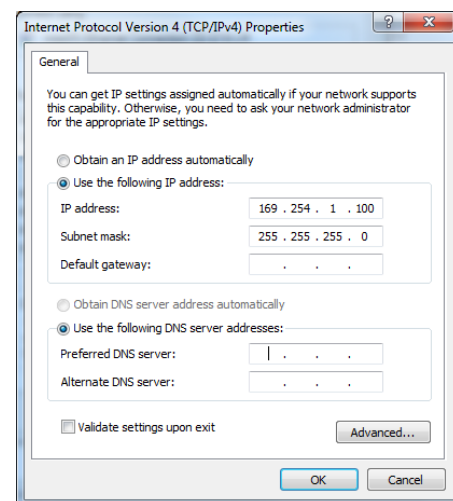 Internet Protocol Version 4 (TCP/IPv4) Properties
General
You can get IP settings assigned automatically if your network supports
this capability. Otherwise, you need to ask your network administrator
for the appropriate IP settings.
Obtain an IP address automatically
Use the following IP address:
IP address: 169 . 254 . 1 . 100
Subnet mask: 255 . 255 . 255 . 0
Default gateway: . . .
Obtain DNS server address automatically
Use the following DNS server addresses:
Preferred DNS server: . . .
Alternate DNS server: . . .
Validate settings upon exit
Advanced...
OK Cancel